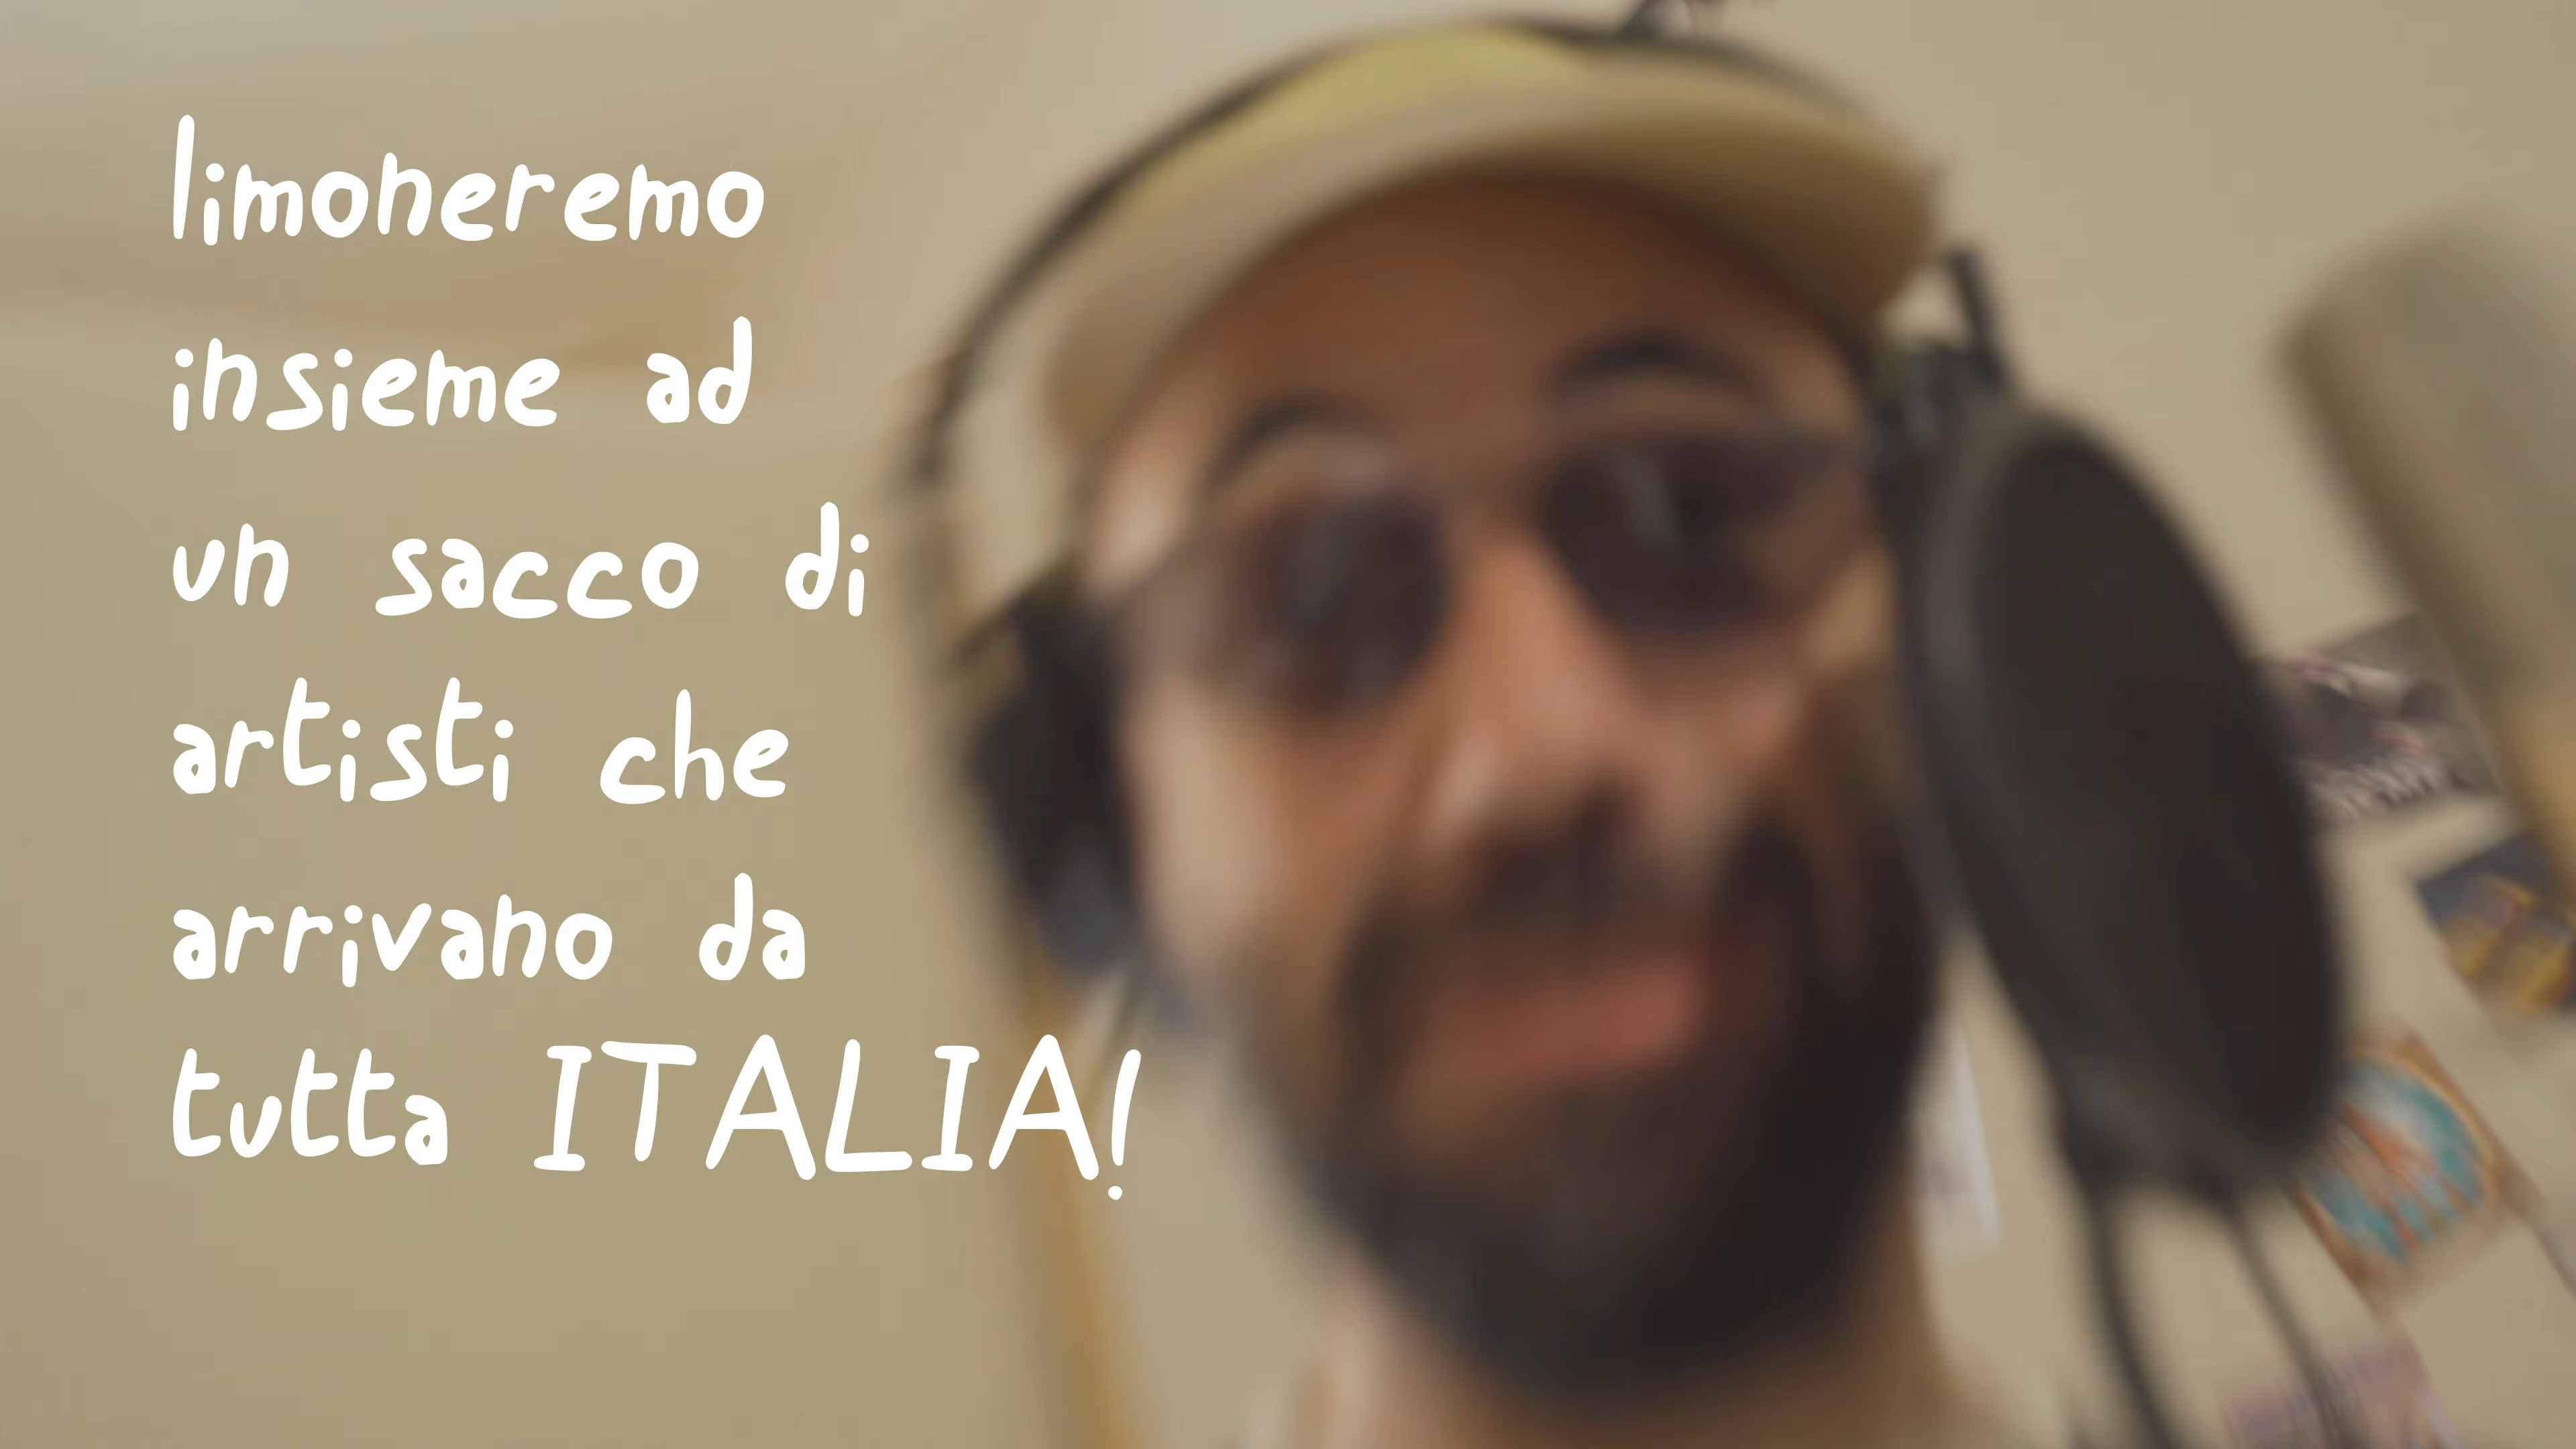 limoneremo
insieme ad
un sacco di
artisti che
arrivano da
tutta ITALIA!